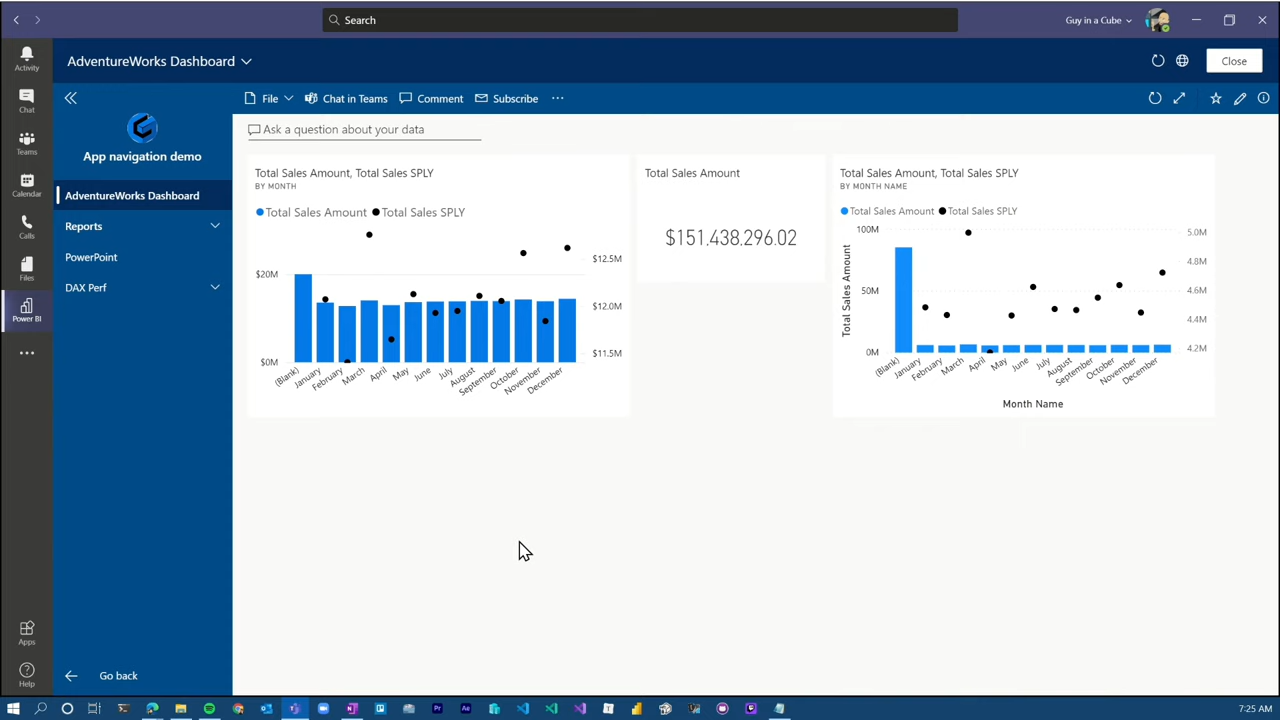 Search
Guy in a Cube
AdventureWorks Dashboard
Close
Activity
Chat
Teams
Calendar
Calls
Files
Power BI
Apps
Help
App navigation demo
AdventureWorks Dashboard
Reports
PowerPoint
DAX Perf
Go back
File
Chat in Teams
Comment
Subscribe
Ask a question about your data
Total Sales Amount, Total Sales SPLY
BY MONTH
Total Sales Amount Total Sales SPLY
$20M
$0M
$12.5M
$12.0M
$11.5M
(Blank)
January
February
March
April
May
June
July
August
September
October
November
December
Total Sales Amount
$151,438,296.02
Total Sales Amount, Total Sales SPLY
BY MONTH NAME
Total Sales Amount Total Sales SPLY
Total Sales Amount
100M
50M
0M
5.0M
4.8M
4.6M
4.4M
4.2M
(Blank)
January
February
March
April
May
June
July
August
September
October
November
December
Month Name
7:25 AM